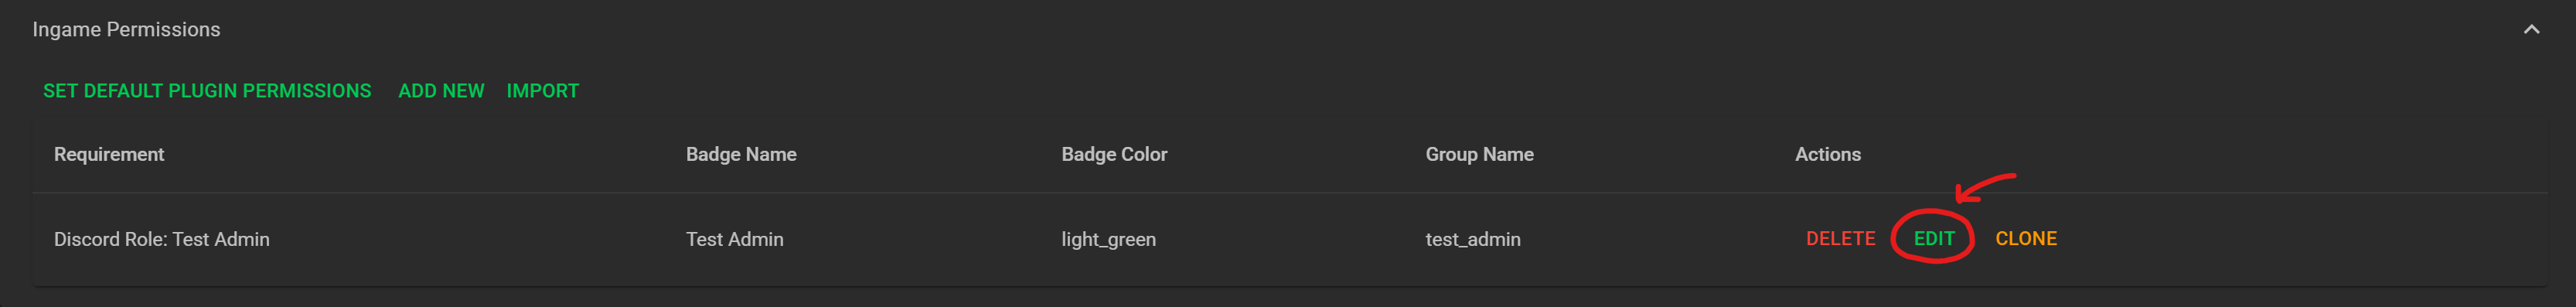 Ingame Permissions
SET DEFAULT PLUGIN PERMISSIONS ADD NEW IMPORT
Requirement Badge Name Badge Color Group Name Actions
Discord Role: Test Admin Test Admin light_green test_admin DELETE EDIT CLONE